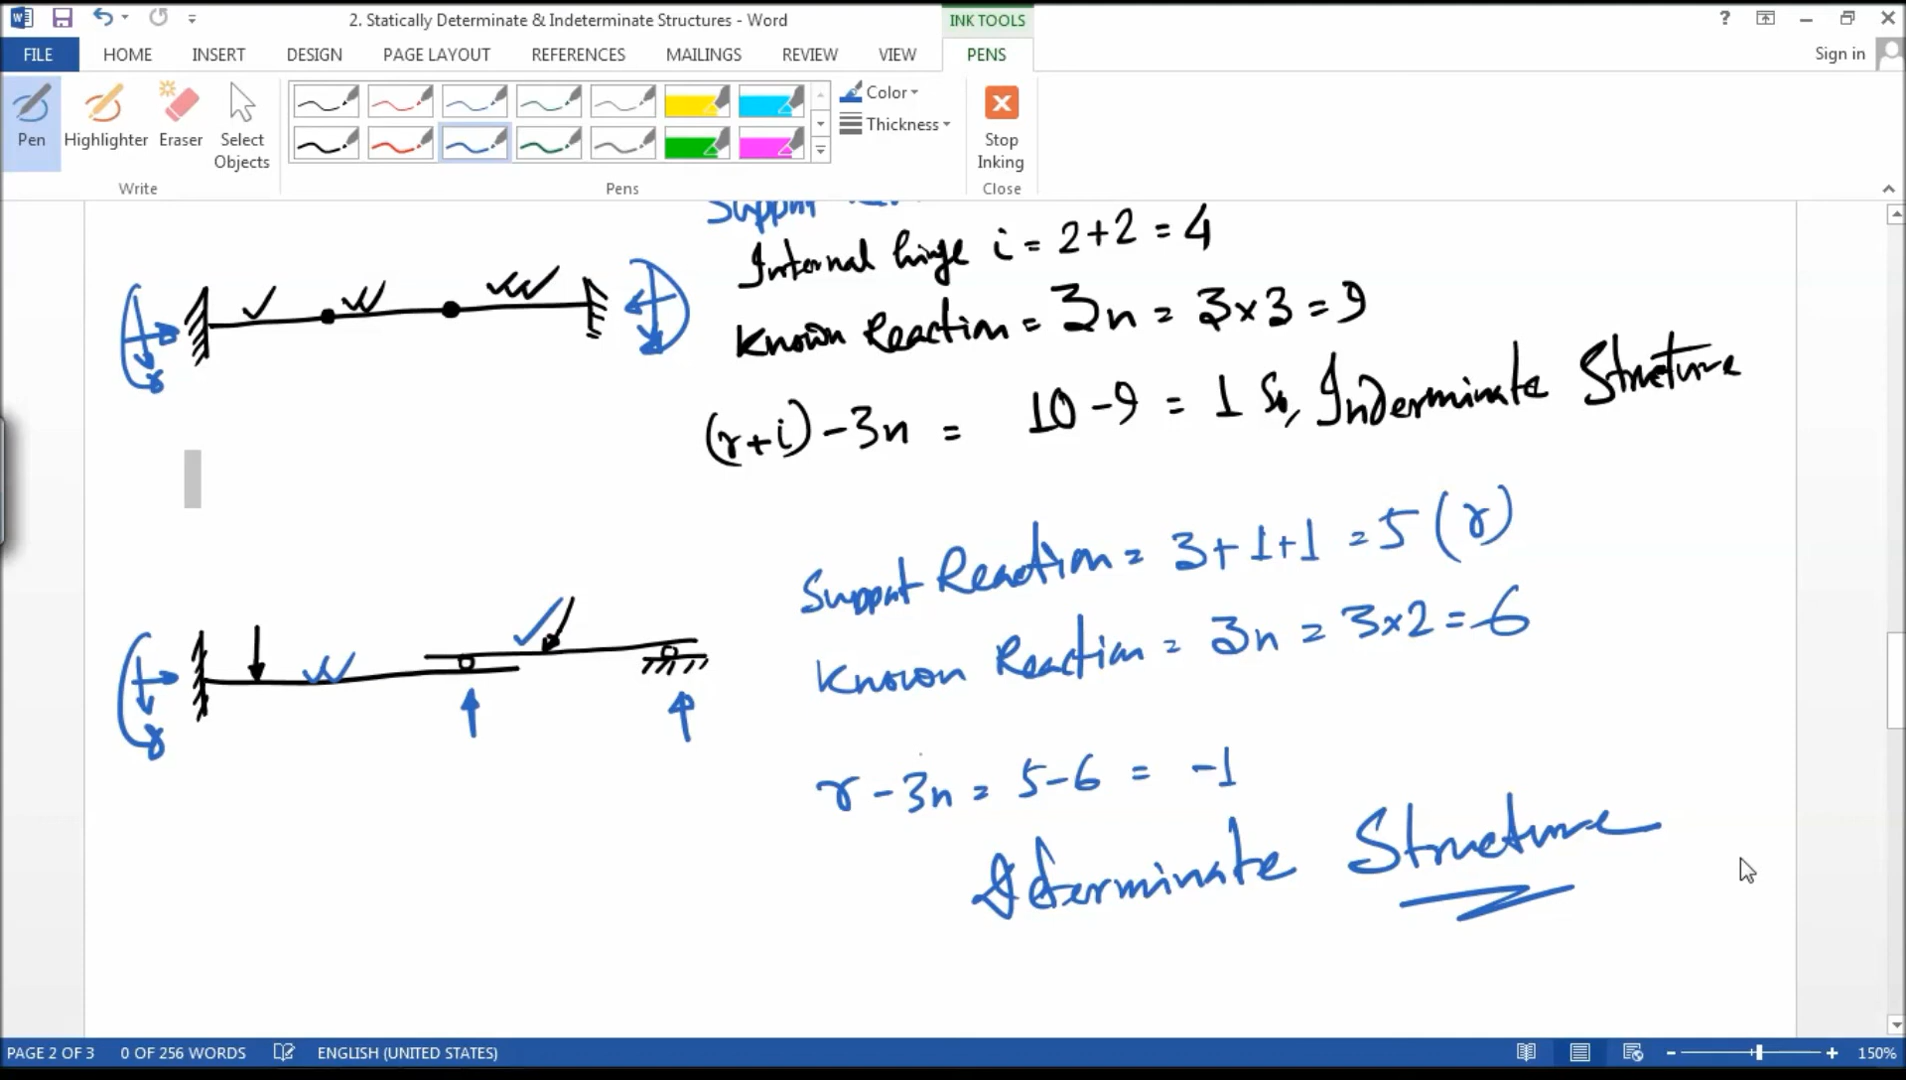 2. Statically Determinate & Indeterminate Structures - Word
INK TOOLS
?
FILE HOME INSERT DESIGN PAGE LAYOUT REFERENCES MAILINGS REVIEW VIEW PENS
Sign in
Pen
Highlighter
Eraser
Select Objects
Color
Thickness
Stop Inking
Write
Pens
Close
Support
Internal hinge i = 2+2 = 4
Known Reaction = 3n = 3×3 = 9
(r+i) -3n = 10-9 = 1 So, Inderminate Structure
Support Reaction = 3+1+1 = 5 (r)
Known Reaction = 3n = 3×2 = 6
r - 3n = 5-6 = -1
Determinate Structure
PAGE 2 OF 3 0 OF 256 WORDS ENGLISH (UNITED STATES)
150%